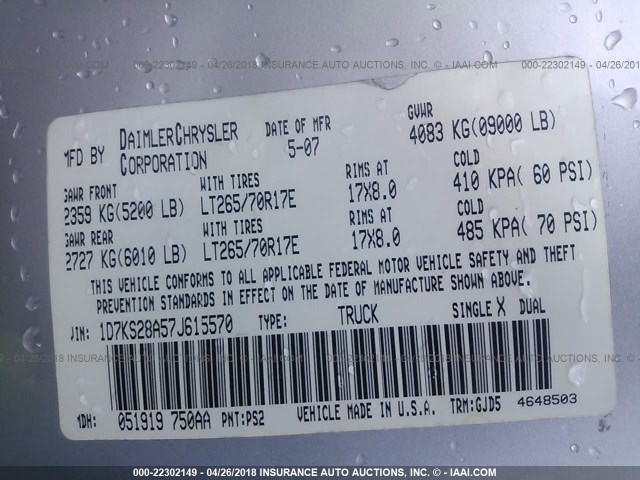 000-22302149 - 04/26/2018 INSURANCE AUTO AUCTIONS, INC. - © IAAI.COM
MFD BY DAIMLERCHRYSLER CORPORATION DATE OF MFR 5-07 GVWR 4083 KG(09000 LB)
GAWR FRONT WITH TIRES RIMS AT COLD
2359 KG(5200 LB) LT265/70R17E 17X8.0 410 KPA( 60 PSI)
GAWR REAR WITH TIRES RIMS AT COLD
2727 KG(6010 LB) LT265/70R17E 17X8.0 485 KPA( 70 PSI)
THIS VEHICLE CONFORMS TO ALL APPLICABLE FEDERAL MOTOR VEHICLE SAFETY AND THEFT
PREVENTION STANDARDS IN EFFECT ON THE DATE OF MANUFACTURE SHOWN ABOVE.
VIN: 1D7KS28A57J615570 TYPE: TRUCK SINGLE X DUAL
MDH: 051919 750AA PNT:PS2 VEHICLE MADE IN U.S.A. TRM:GJD5 4648503
000-22302149 - 04/26/2018 INSURANCE AUTO AUCTIONS, INC. - © IAAI.COM